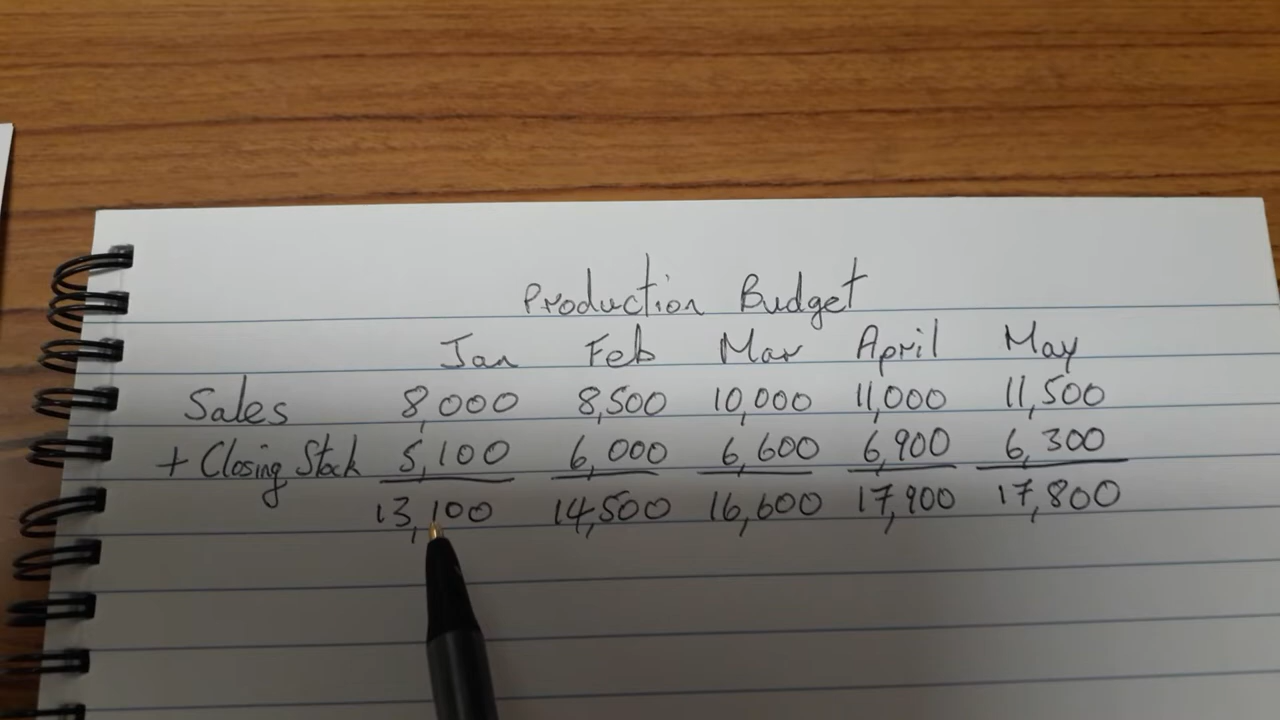 Production Budget
Jan Feb Mar April May
Sales 8,000 8,500 10,000 11,000 11,500
+ Closing Stock 5,100 6,000 6,600 6,900 6,300
13,100 14,500 16,600 17,900 17,800